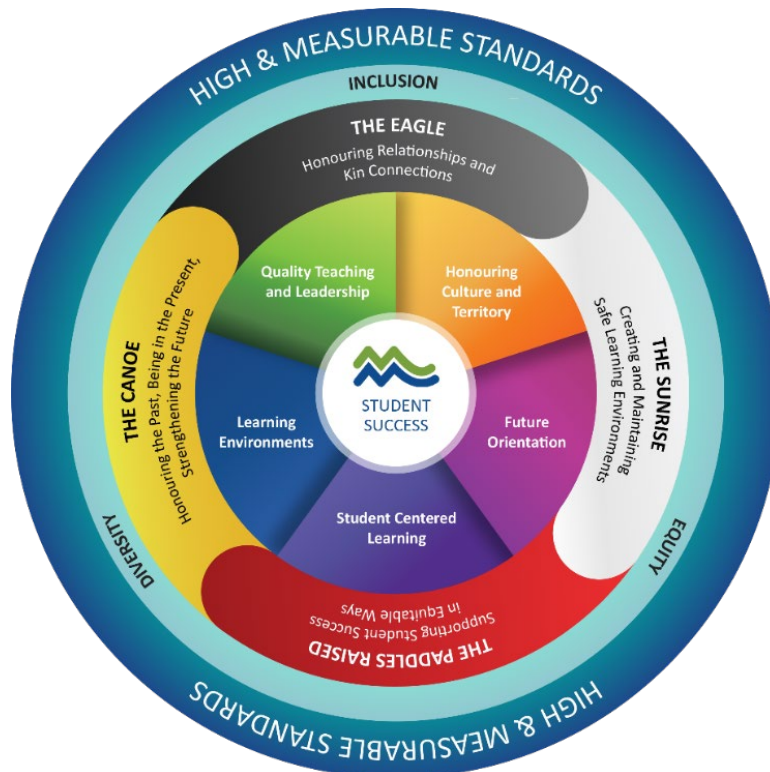 HIGH & MEASURABLE STANDARDS
INCLUSION
THE EAGLE
Honouring Relationships and
Kin Connections
THE SUNRISE
Creating and Maintaining
Safe Learning Environments
EQUITY
THE PADDLES RAISED
Supporting Student Success
in Equitable Ways
DIVERSITY
THE CANOE
Honouring the Past, Being in the Present,
Strengthening the Future
Quality Teaching
and Leadership
Honouring
Culture and
Territory
Future
Orientation
Student Centered
Learning
Learning
Environments
STUDENT
SUCCESS
HIGH & MEASURABLE STANDARDS